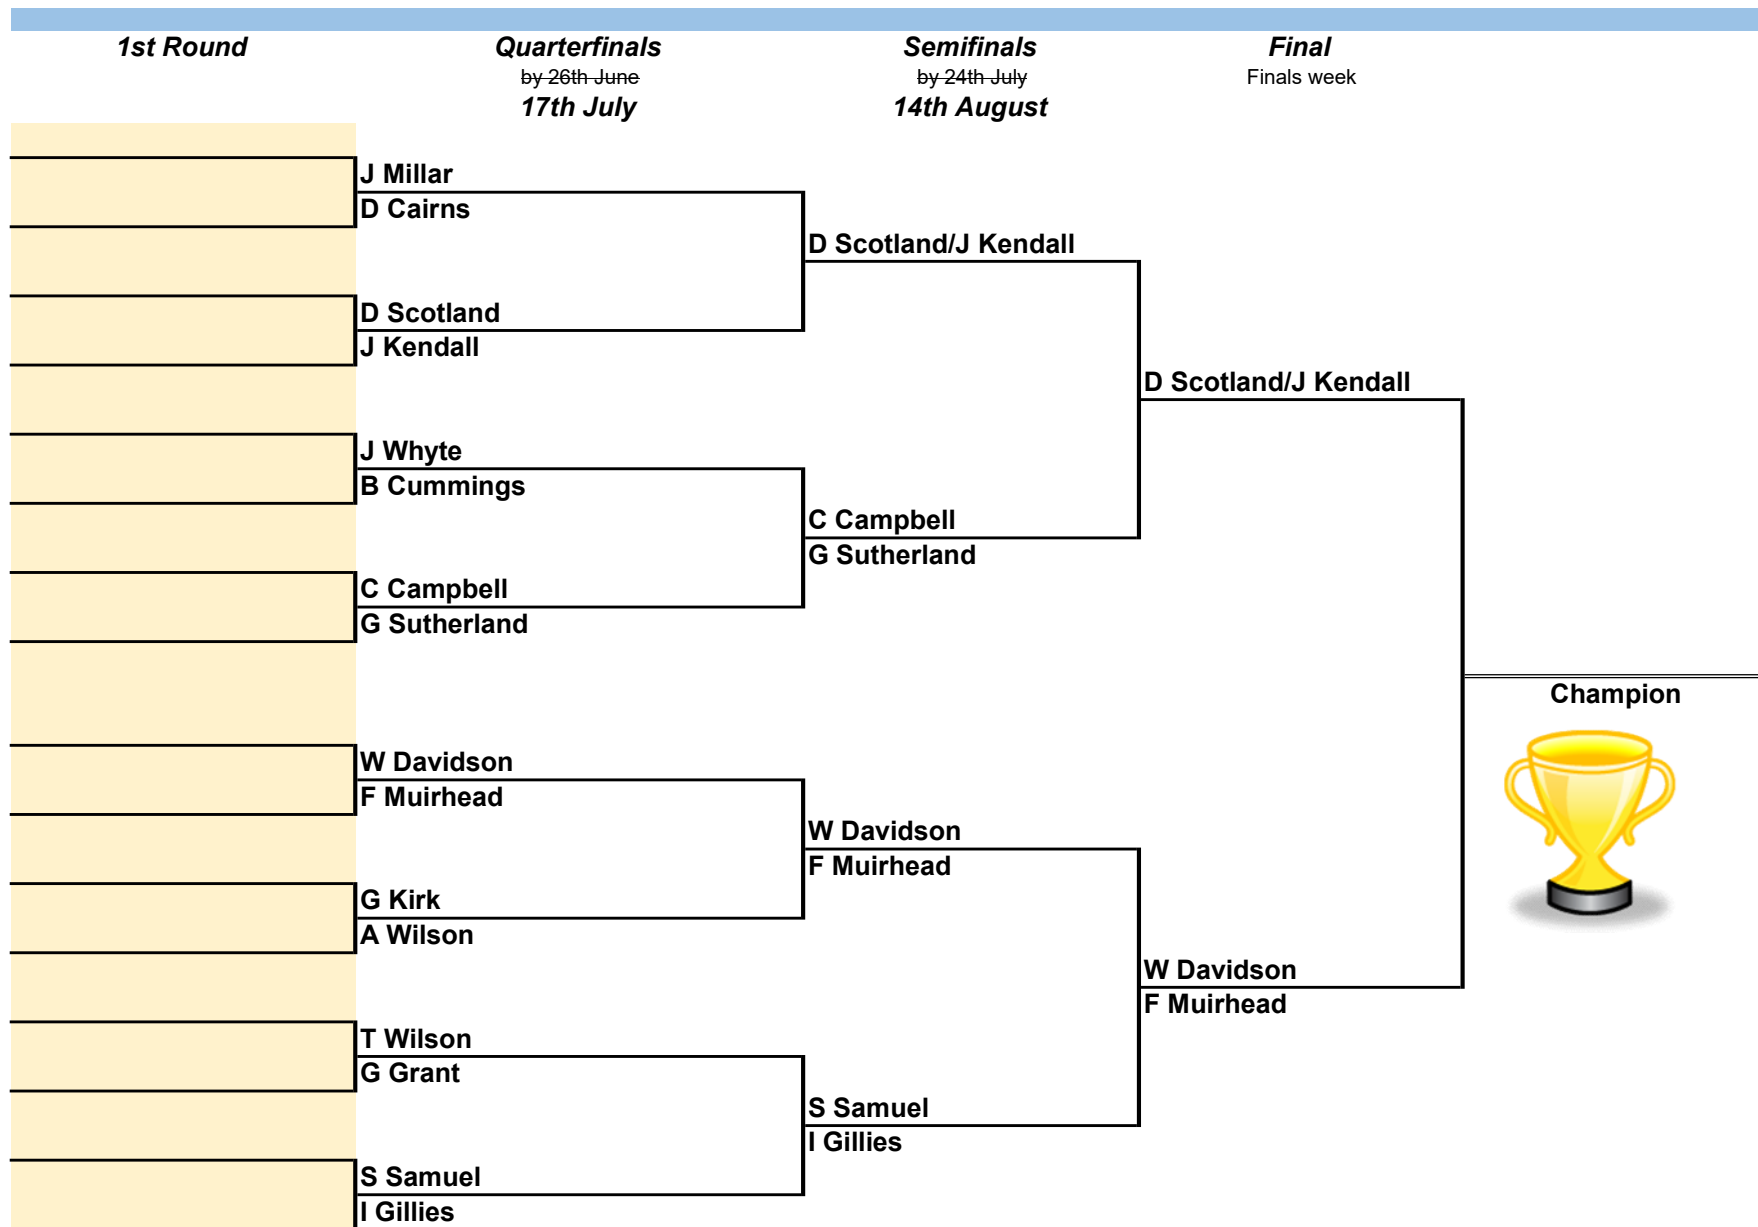 1st Round
Quarterfinals
Semifinals
Final
by 26th June
by 24th July
Finals week
17th July
14th August
J Millar
D Cairns
D Scotland/J Kendall
D Scotland
J Kendall
D Scotland/J Kendall
J Whyte
B Cummings
C Campbell
G Sutherland
C Campbell
G Sutherland
Champion
W Davidson
F Muirhead
W Davidson
F Muirhead
G Kirk
A Wilson
W Davidson
F Muirhead
T Wilson
G Grant
S Samuel
I Gillies
S Samuel
I Gillies